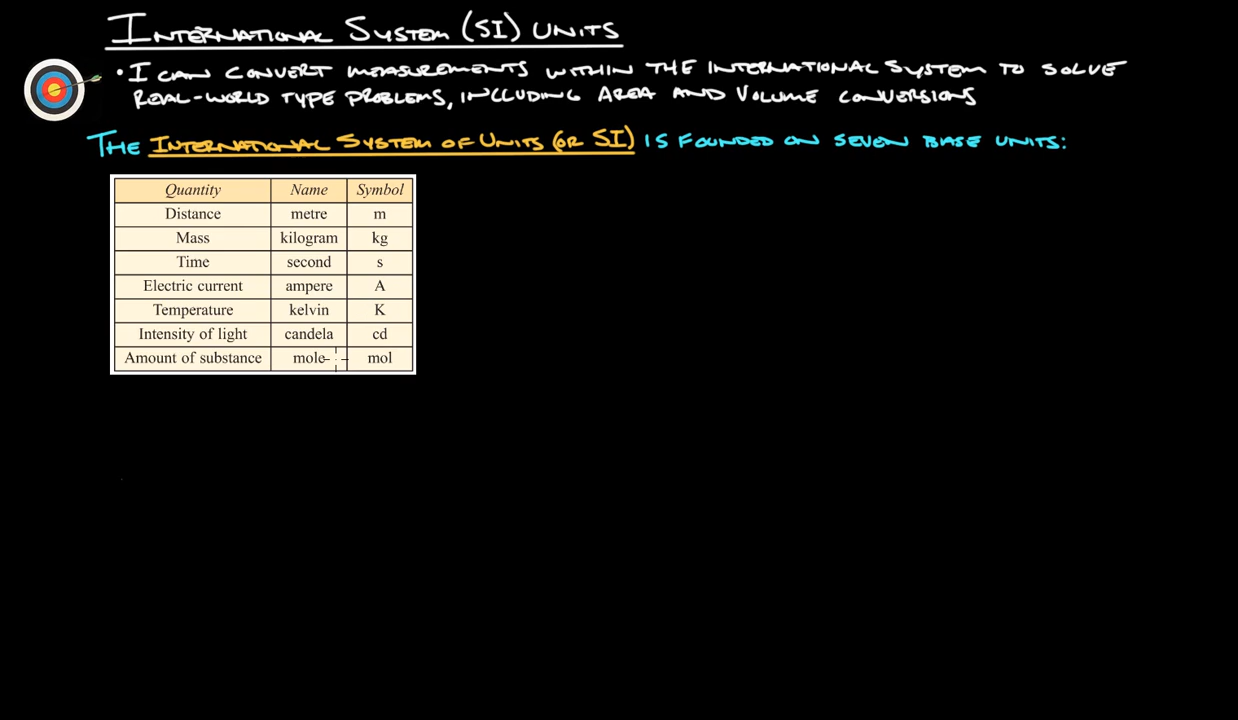 INTERNATIONAL SYSTEM (SI) UNITS
• I CAN CONVERT MEASUREMENTS WITHIN THE INTERNATIONAL SYSTEM TO SOLVE
REAL-WORLD TYPE PROBLEMS, INCLUDING AREA AND VOLUME CONVERSIONS
THE INTERNATIONAL SYSTEM OF UNITS (OR SI) IS FOUNDED ON SEVEN BASE UNITS:
Quantity Name Symbol
Distance metre m
Mass kilogram kg
Time second s
Electric current ampere A
Temperature kelvin K
Intensity of light candela cd
Amount of substance mole mol